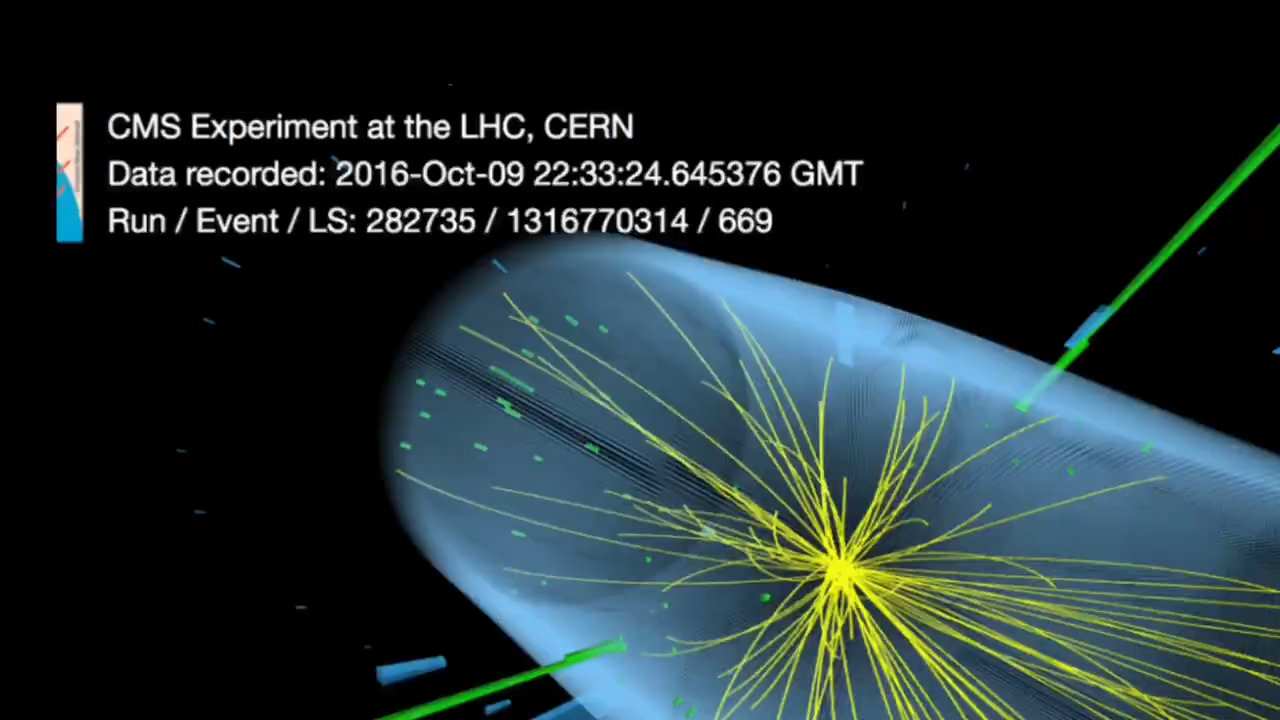 CMS Experiment at the LHC, CERN
Data recorded: 2016-Oct-09 22:33:24.645376 GMT
Run / Event / LS: 282735 / 1316770314 / 669